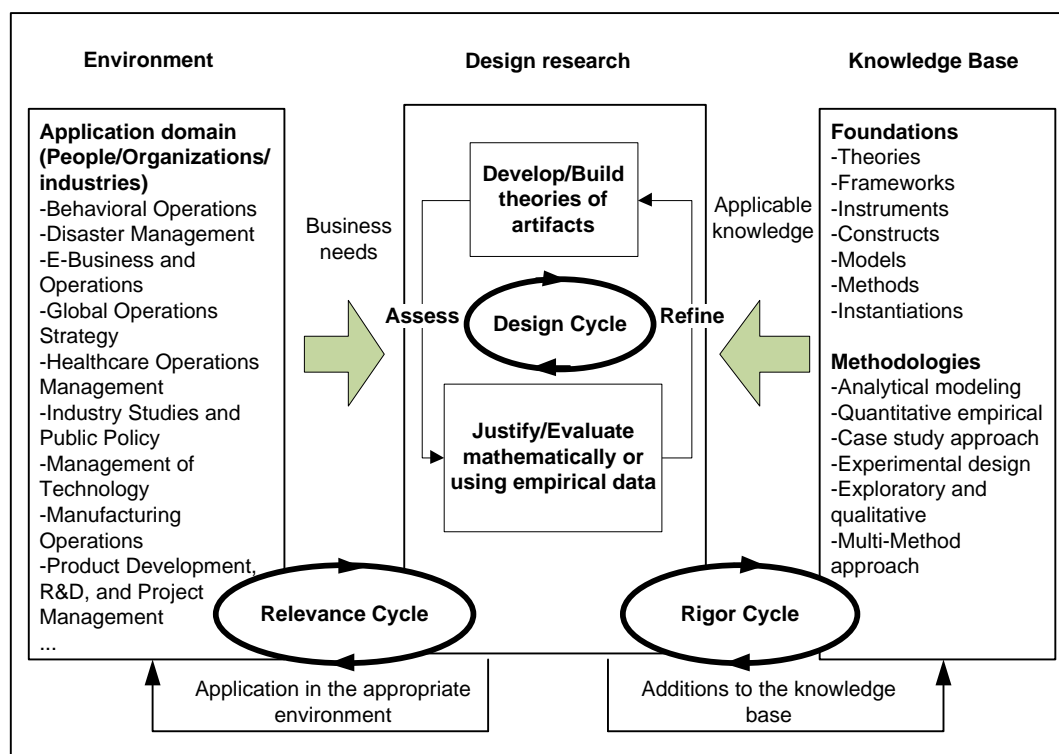 Environment
Design research
Knowledge Base
Application domain
(People/Organizations/
industries)
-Behavioral Operations
-Disaster Management
-E-Business and
Operations
-Global Operations
Strategy
-Healthcare Operations
Management
-Industry Studies and
Public Policy
-Management of
Technology
-Manufacturing
Operations
-Product Development,
R&D, and Project
Management
...
Business
needs
Develop/Build
theories of
artifacts
Assess
Design Cycle
Refine
Justify/Evaluate
mathematically or
using empirical data
Applicable
knowledge
Foundations
-Theories
-Frameworks
-Instruments
-Constructs
-Models
-Methods
-Instantiations
Methodologies
-Analytical modeling
-Quantitative empirical
-Case study approach
-Experimental design
-Exploratory and
qualitative
-Multi-Method
approach
Relevance Cycle
Rigor Cycle
Application in the appropriate
environment
Additions to the knowledge
base